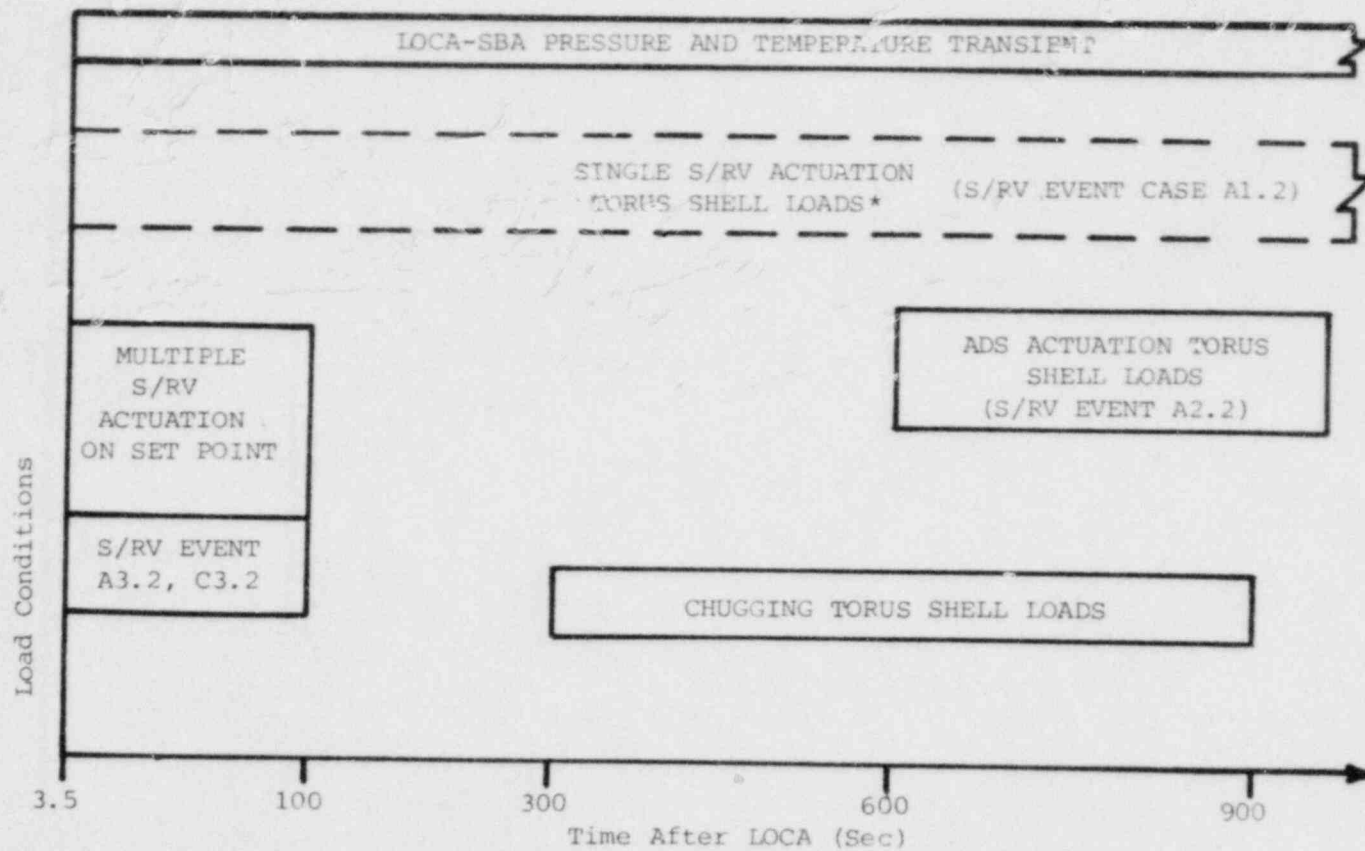 LOCA-SBA PRESSURE AND TEMPERATURE TRANSIENT
SINGLE S/RV ACTUATION
TORUS SHELL LOADS*
(S/RV EVENT CASE A1.2)
MULTIPLE
S/RV
ACTUATION
ON SET POINT
ADS ACTUATION TORUS
SHELL LOADS
(S/RV EVENT A2.2)
S/RV EVENT
A3.2, C3.2
CHUGGING TORUS SHELL LOADS
Load Conditions
3.5 100 300 600 900
Time After LOCA (Sec)